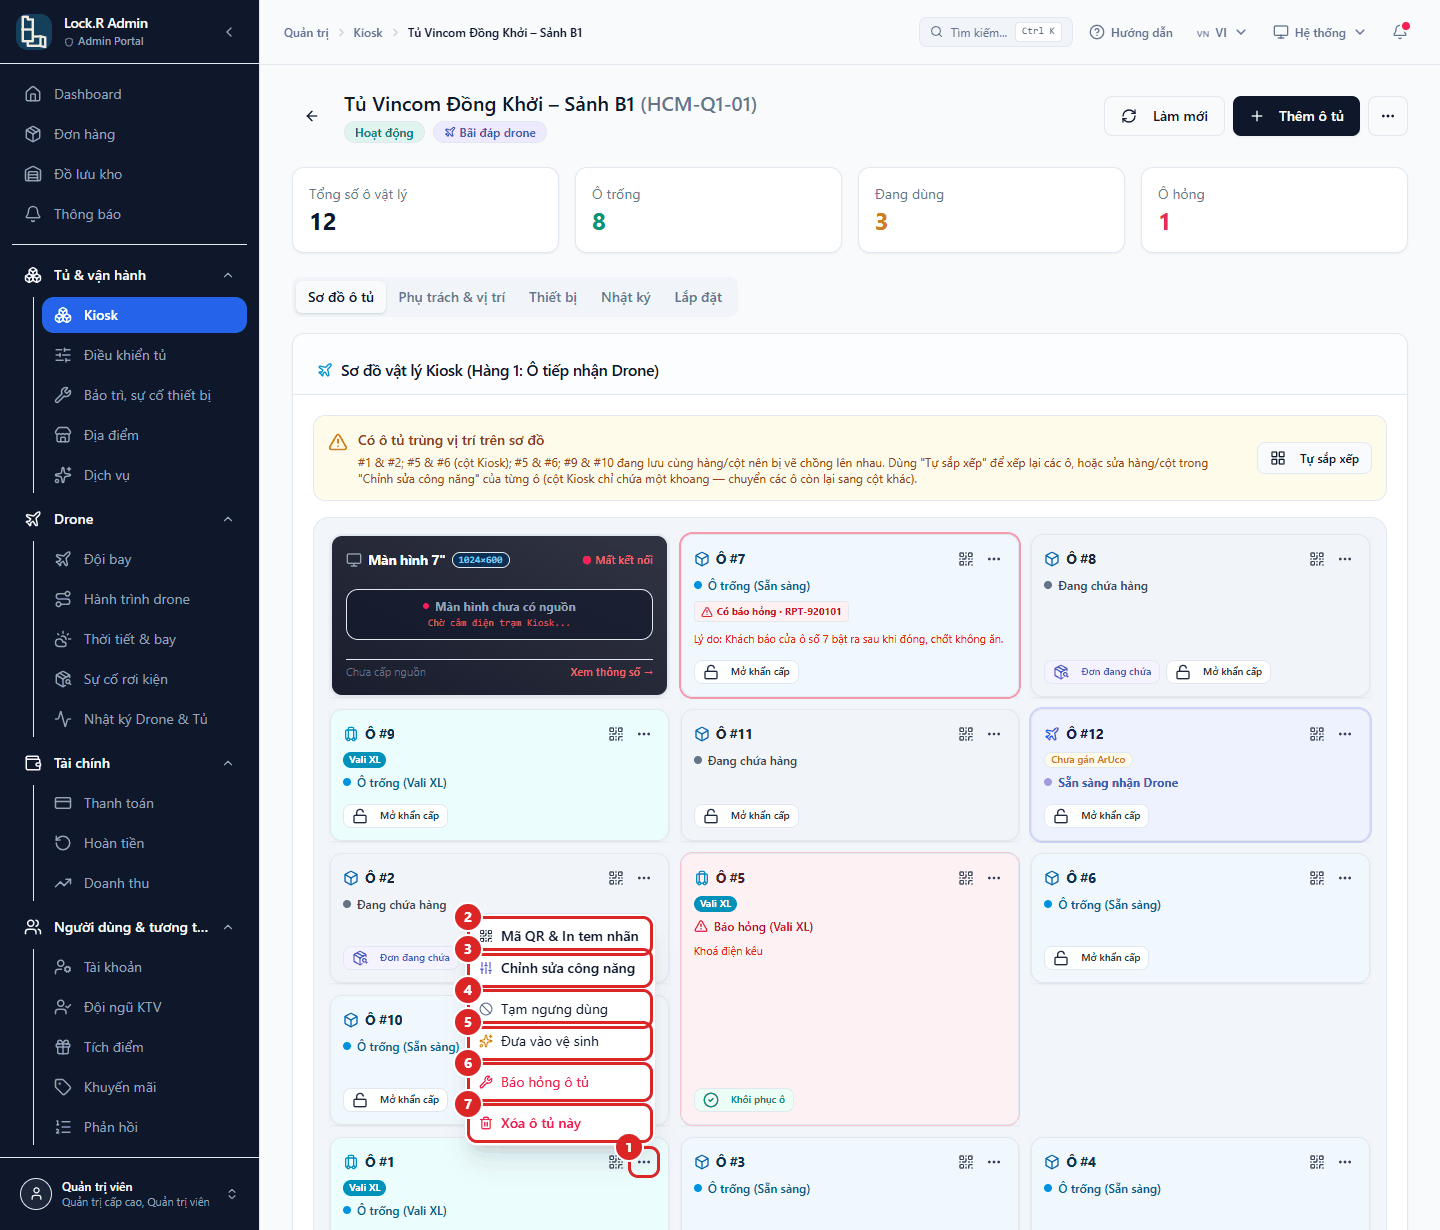 Lock.R Admin
Admin Portal
Dashboard
Đơn hàng
Đồ lưu kho
Thông báo
Tủ & vận hành
Kiosk
Điều khiển tủ
Bảo trì, sự cố thiết bị
Địa điểm
Dịch vụ
Drone
Đội bay
Hành trình drone
Thời tiết & bay
Sự cố rơi kiện
Nhật ký Drone & Tủ
Tài chính
Thanh toán
Hoàn tiền
Doanh thu
Người dùng & tương t...
Tài khoản
Đội ngũ KTV
Tích điểm
Khuyến mãi
Phản hồi
Quản trị viên
Quản trị cấp cao, Quản trị viên
Quản trị
Kiosk
Tủ Vincom Đồng Khởi – Sảnh B1
Tìm kiếm...
Ctrl K
Hướng dẫn
VN VI
Hệ thống
Tủ Vincom Đồng Khởi – Sảnh B1 (HCM-Q1-01)
Hoạt động
Bãi đáp drone
Làm mới
Thêm ô tủ
Tổng số ô vật lý
12
Ô trống
8
Đang dùng
3
Ô hỏng
1
Sơ đồ ô tủ
Phụ trách & vị trí
Thiết bị
Nhật ký
Lắp đặt
Sơ đồ vật lý Kiosk (Hàng 1: Ô tiếp nhận Drone)
Có ô tủ trùng vị trí trên sơ đồ
#1 & #2; #5 & #6 (cột Kiosk); #5 & #6; #9 & #10 đang lưu cùng hàng/cột nên bị vẽ chồng lên nhau. Dùng "Tự sắp xếp" để xếp lại các ô, hoặc sửa hàng/cột trong
"Chỉnh sửa công năng" của từng ô (cột Kiosk chỉ chứa một khoang — chuyển các ô còn lại sang cột khác).
Tự sắp xếp
Màn hình 7"
1024×600
Mất kết nối
Màn hình chưa có nguồn
Chờ cắm điện trạm Kiosk...
Chưa cấp nguồn
Xem thông số →
Ô #7
Ô trống (Sẵn sàng)
Có báo hỏng · RPT-920101
Lý do: Khách báo cửa ô số 7 bật ra sau khi đóng, chốt không ăn.
Mở khẩn cấp
Ô #8
Đang chứa hàng
Đơn đang chứa
Mở khẩn cấp
Ô #9
Vali XL
Ô trống (Vali XL)
Mở khẩn cấp
Ô #11
Đang chứa hàng
Mở khẩn cấp
Ô #12
Chưa gán ArUco
Sẵn sàng nhận Drone
Mở khẩn cấp
Ô #2
Đang chứa hàng
Đơn đang chứa
Ô #5
Vali XL
Báo hỏng (Vali XL)
Khoá điện kêu
Khôi phục ô
Ô #6
Ô trống (Sẵn sàng)
Mở khẩn cấp
Ô #10
Ô trống (Sẵn sàng)
Mở khẩn cấp
2
Mã QR & In tem nhãn
3
Chỉnh sửa công năng
4
Tạm ngưng dùng
5
Đưa vào vệ sinh
6
Báo hỏng ô tủ
7
Xóa ô tủ này
1
Ô #1
Vali XL
Ô trống (Vali XL)
Ô #3
Ô trống (Sẵn sàng)
Ô #4
Ô trống (Sẵn sàng)